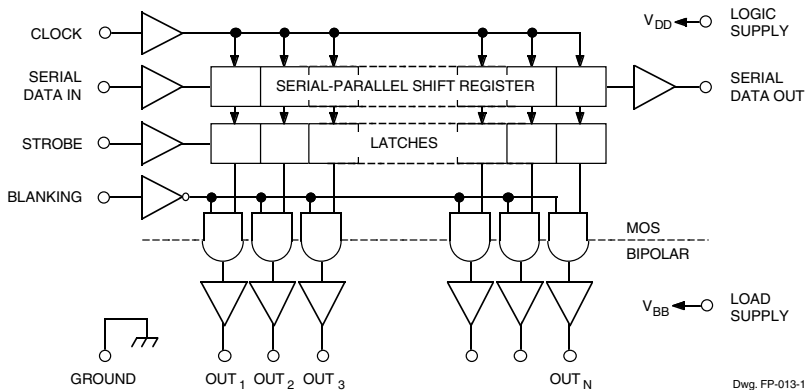 CLOCK
V_DD
LOGIC
SUPPLY
SERIAL
DATA IN
SERIAL-PARALLEL SHIFT REGISTER
SERIAL
DATA OUT
STROBE
LATCHES
BLANKING
MOS
BIPOLAR
V_BB
LOAD
SUPPLY
GROUND
OUT_1
OUT_2
OUT_3
OUT_N
Dwg. FP-013-1